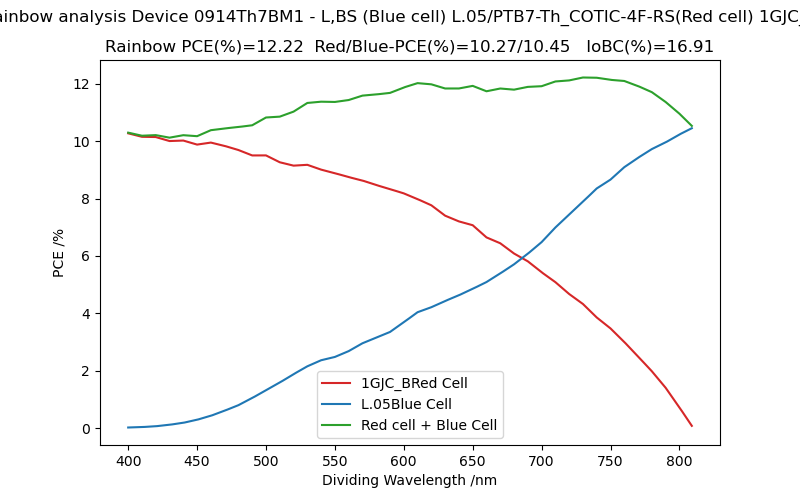 ainbow analysis Device 0914Th7BM1 - L,BS (Blue cell) L.05/PTB7-Th_COTIC-4F-RS(Red cell) 1GJC_
Rainbow PCE(%)=12.22 Red/Blue-PCE(%)=10.27/10.45 IoBC(%)=16.91
12
10
8
6
4
2
0
PCE /%
1GJC_BRed Cell
L.05Blue Cell
Red cell + Blue Cell
400 450 500 550 600 650 700 750 800
Dividing Wavelength /nm